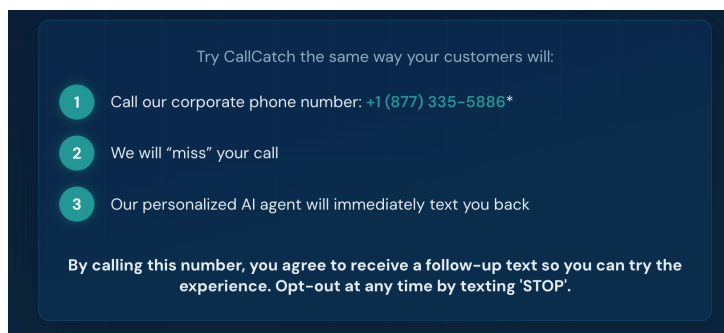 Try CallCatch the same way your customers will:
1 Call our corporate phone number: +1 (877) 335-5886*
2 We will “miss” your call
3 Our personalized AI agent will immediately text you back
By calling this number, you agree to receive a follow-up text so you can try the
experience. Opt-out at any time by texting 'STOP'.